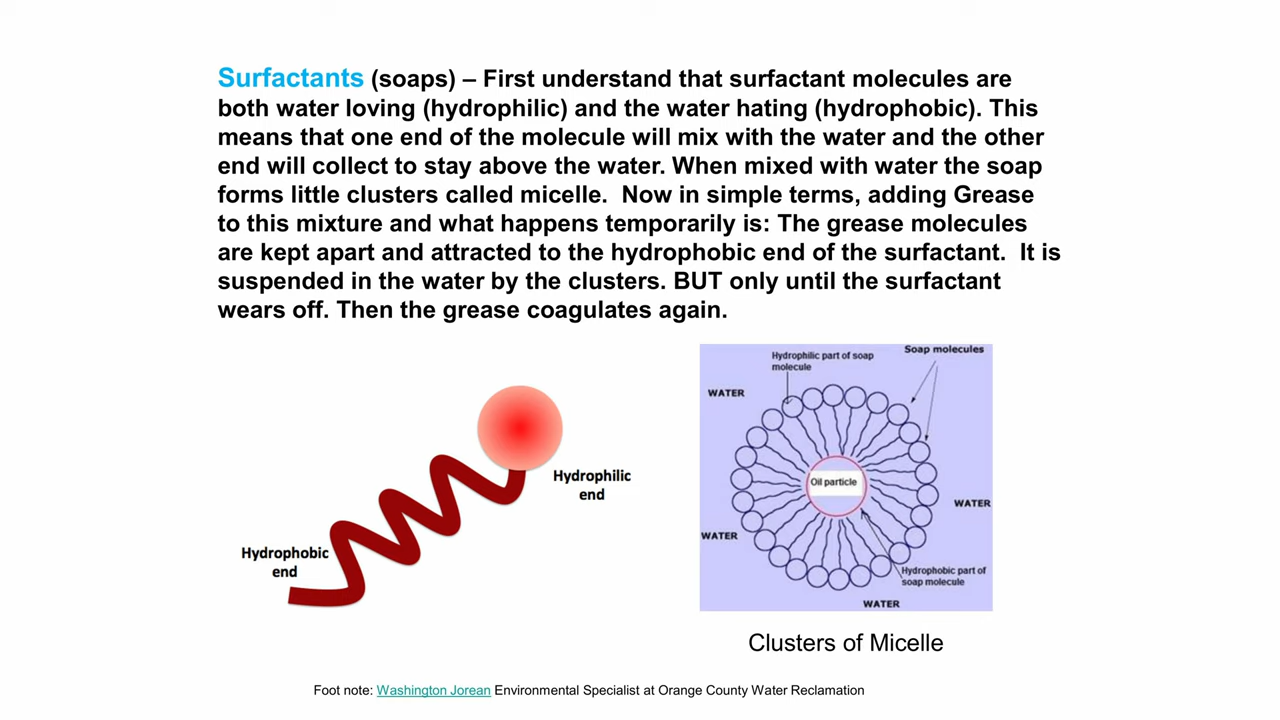 Surfactants (soaps) – First understand that surfactant molecules are
both water loving (hydrophilic) and the water hating (hydrophobic). This
means that one end of the molecule will mix with the water and the other
end will collect to stay above the water. When mixed with water the soap
forms little clusters called micelle.  Now in simple terms, adding Grease
to this mixture and what happens temporarily is: The grease molecules
are kept apart and attracted to the hydrophobic end of the surfactant.  It is
suspended in the water by the clusters. BUT only until the surfactant
wears off. Then the grease coagulates again.
Hydrophilic
end
Hydrophobic
end
Soap molecules
Hydrophilic part of soap
molecule
WATER
Oil particle
WATER
WATER
Hydrophobic part of
soap molecule
WATER
Clusters of Micelle
Foot note: Washington Jorean Environmental Specialist at Orange County Water Reclamation